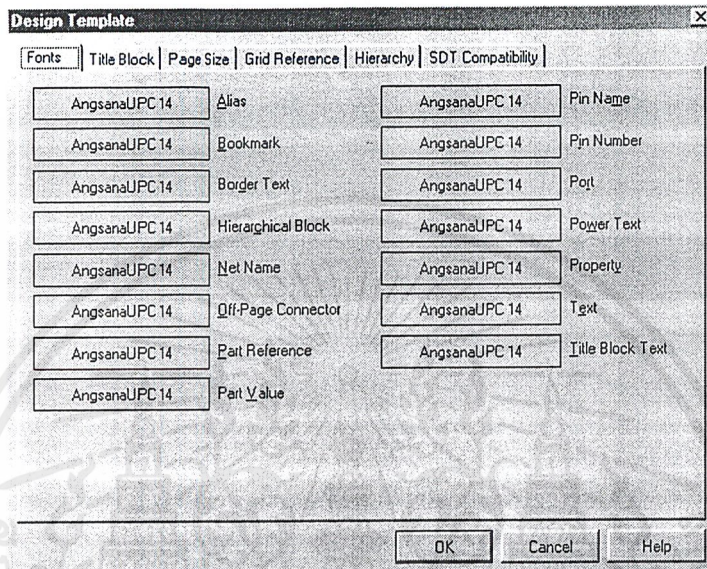 Design Template
Fonts Title Block Page Size Grid Reference Hierarchy SDT Compatibility
AngsanaUPC 14 Alias
AngsanaUPC 14 Bookmark
AngsanaUPC 14 Border Text
AngsanaUPC 14 Hierarchical Block
AngsanaUPC 14 Net Name
AngsanaUPC 14 Off-Page Connector
AngsanaUPC 14 Part Reference
AngsanaUPC 14 Part Value
AngsanaUPC 14 Pin Name
AngsanaUPC 14 Pin Number
AngsanaUPC 14 Port
AngsanaUPC 14 Power Text
AngsanaUPC 14 Property
AngsanaUPC 14 Text
AngsanaUPC 14 Title Block Text
OK Cancel Help